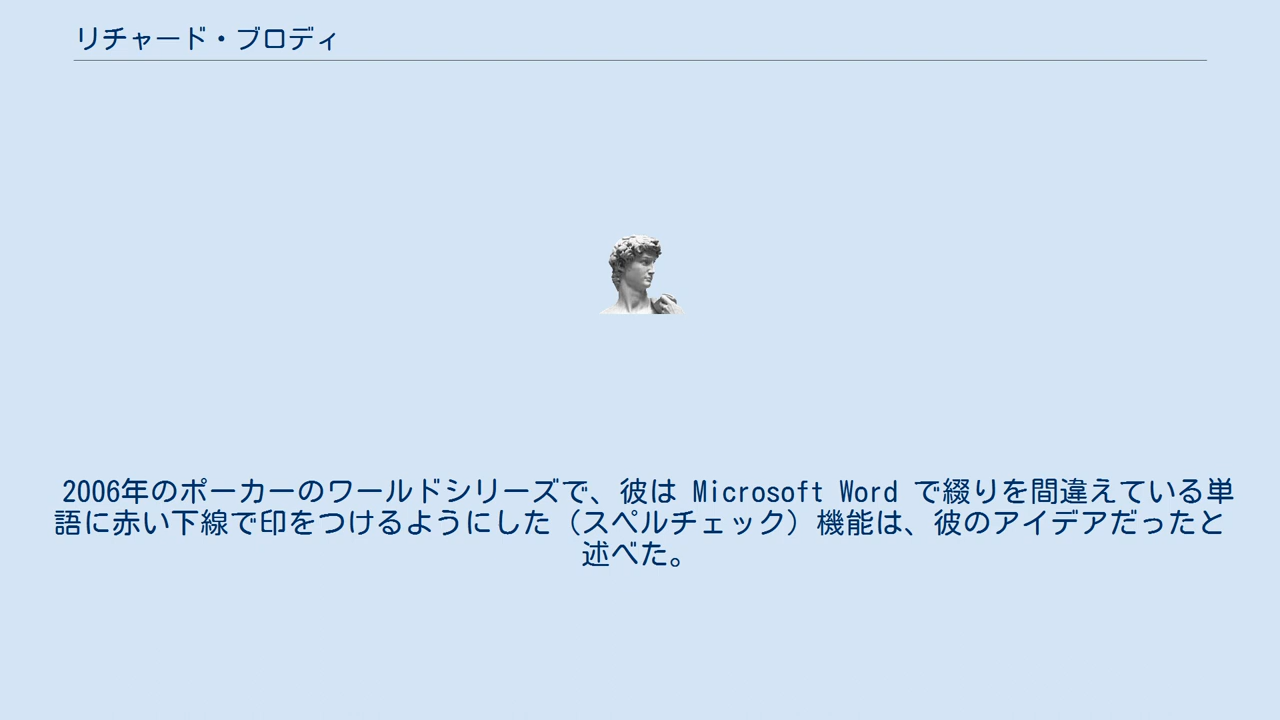 リチャード・ブロディ
2006年のポーカーのワールドシリーズで、彼は Microsoft Word で綴りを間違えている単
語に赤い下線で印をつけるようにした（スペルチェック）機能は、彼のアイデアだったと
述べた。